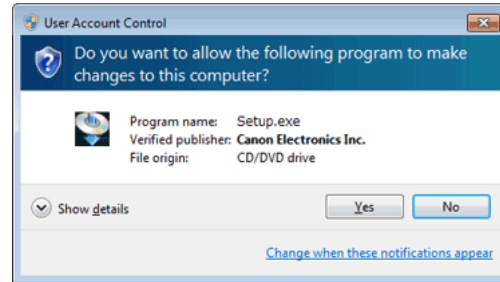 User Account Control
Do you want to allow the following program to make
changes to this computer?
Program name: Setup.exe
Verified publisher: Canon Electronics Inc.
File origin: CD/DVD drive
Show details
Yes
No
Change when these notifications appear